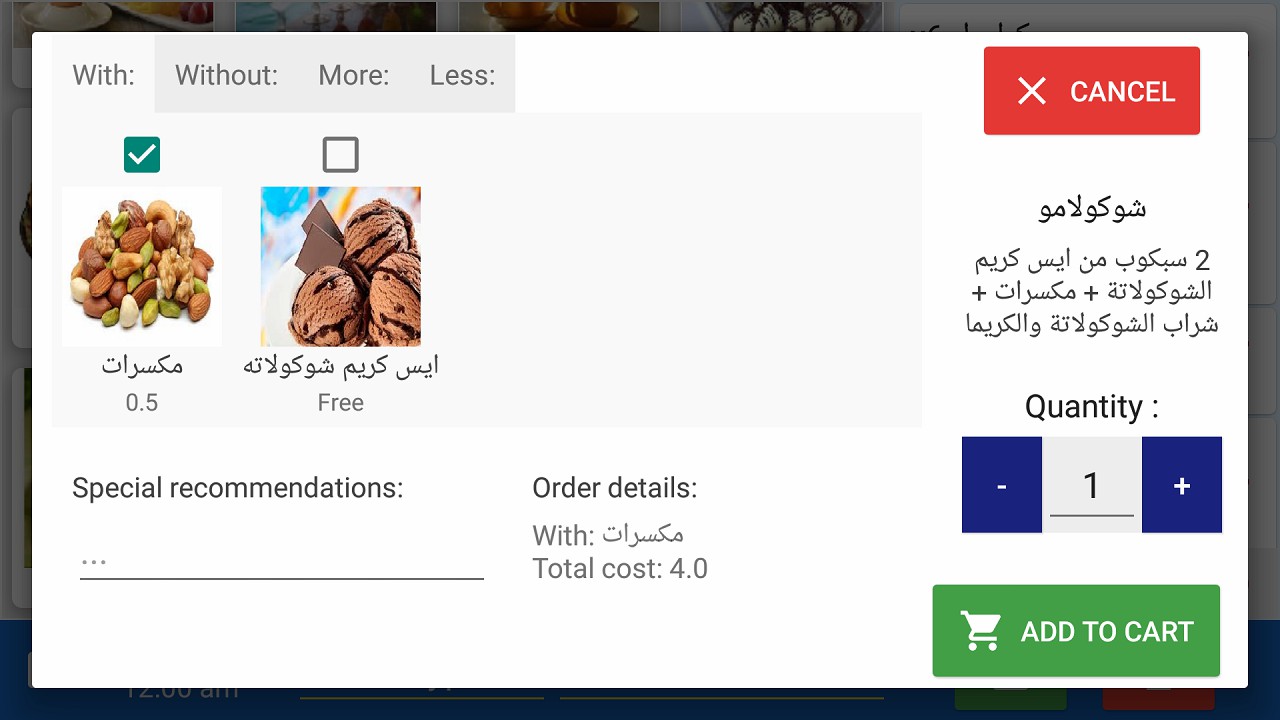 With:
Without:
More:
Less:
CANCEL
مكسرات
0.5
ايس كريم شوكولاته
Free
شوكولامو
2 سبكوب من ايس كريم
الشوكولاتة + مكسرات +
شراب الشوكولاتة والكريما
Quantity :
-
1
+
Special recommendations:
...
Order details:
With: مكسرات
Total cost: 4.0
ADD TO CART
12:00 am